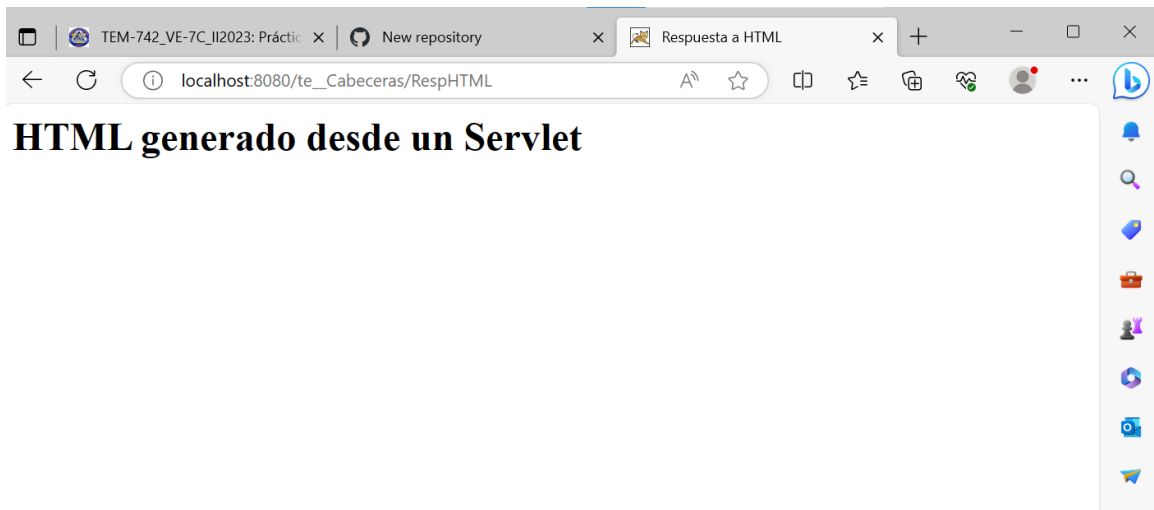 TEM-742_VE-7C_II2023: Práctic
New repository
Respuesta a HTML
localhost:8080/te__Cabeceras/RespHTML
HTML generado desde un Servlet